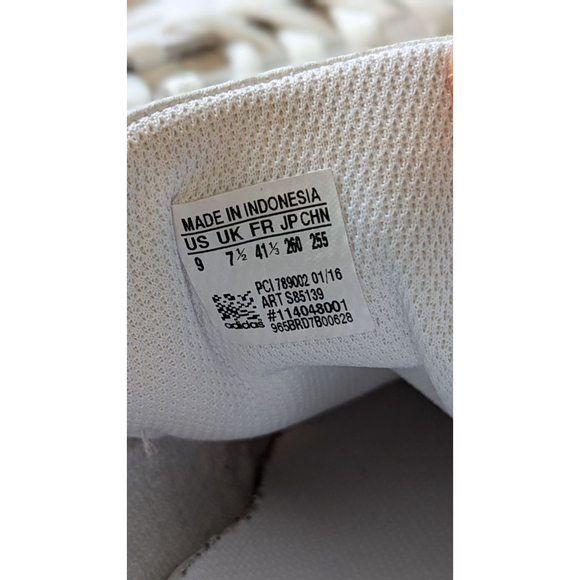 MADE IN INDONESIA
US UK FR JP CHN
9 7½ 41⅓ 260 255
PCI 789002 01/16
ART S85139
#114048001
adidas 965BRD7B00628